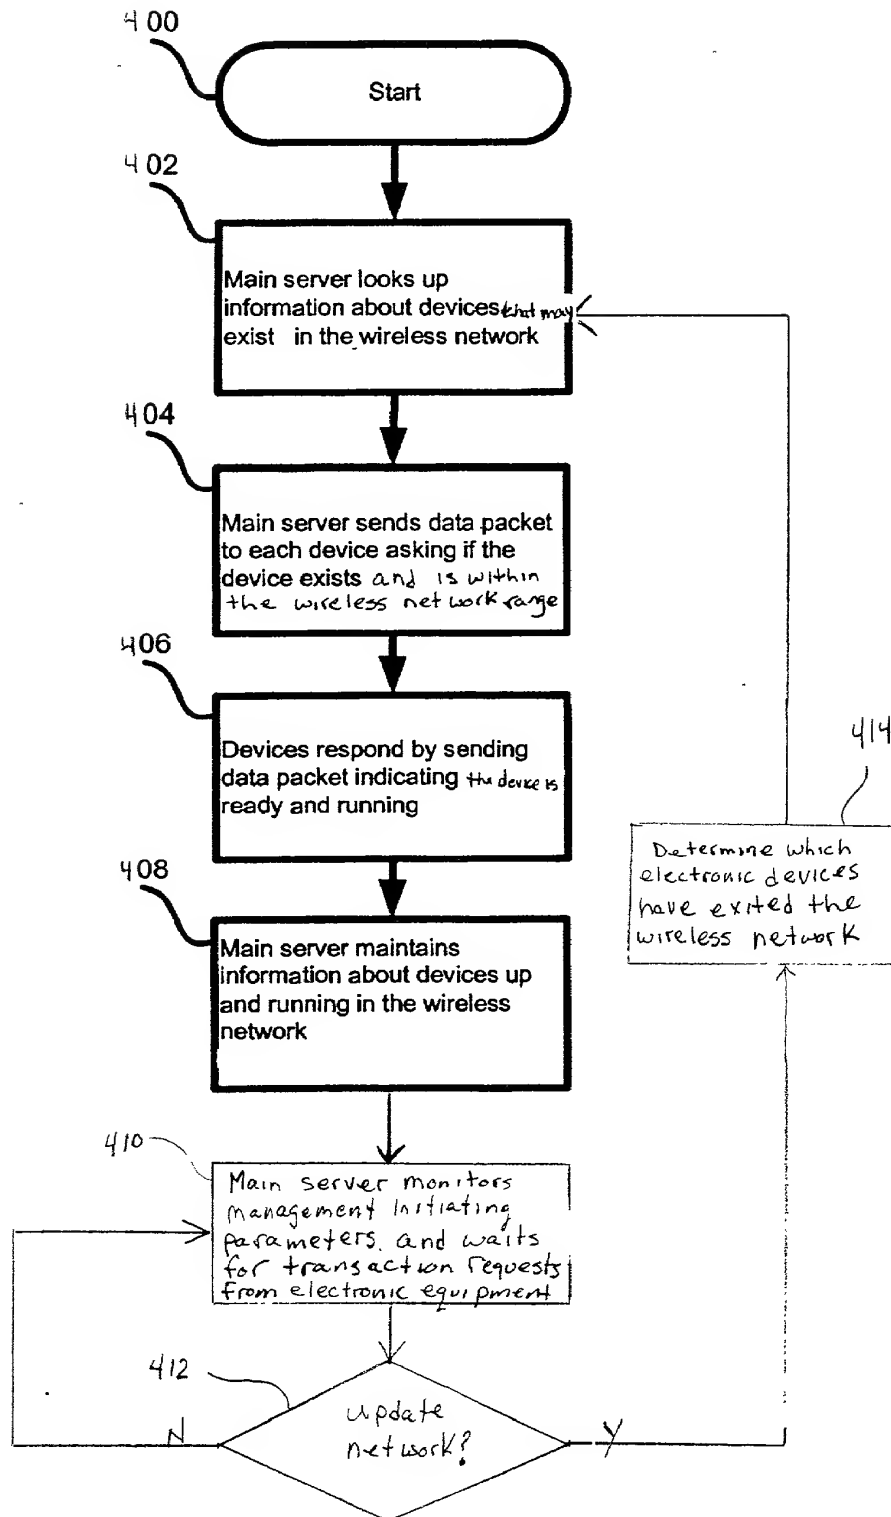 400
Start
402
Main server looks up
information about devices that may
exist in the wireless network
404
Main server sends data packet
to each device asking if the
device exists and is within
the wireless network range
406
Devices respond by sending
data packet indicating the device is
ready and running
414
Determine which
electronic devices
have exited the
wireless network
408
Main server maintains
information about devices up
and running in the wireless
network
410
Main server monitors
management initiating
parameters. and waits
for transaction requests
from electronic equipment
412
update
network?
N
Y